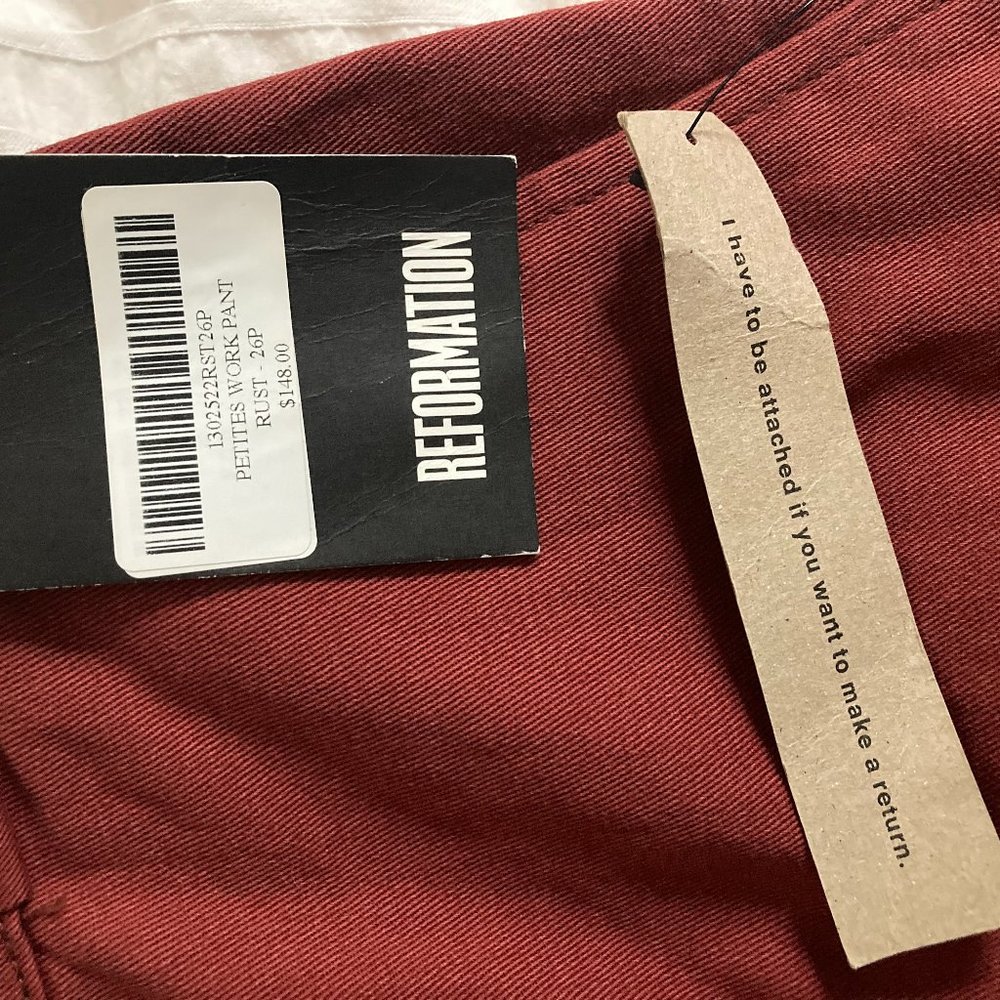 1302522RST26P
PETITES WORK PANT
RUST - 26P
$148.00
REFORMATION
I have to be attached if you want to make a return.